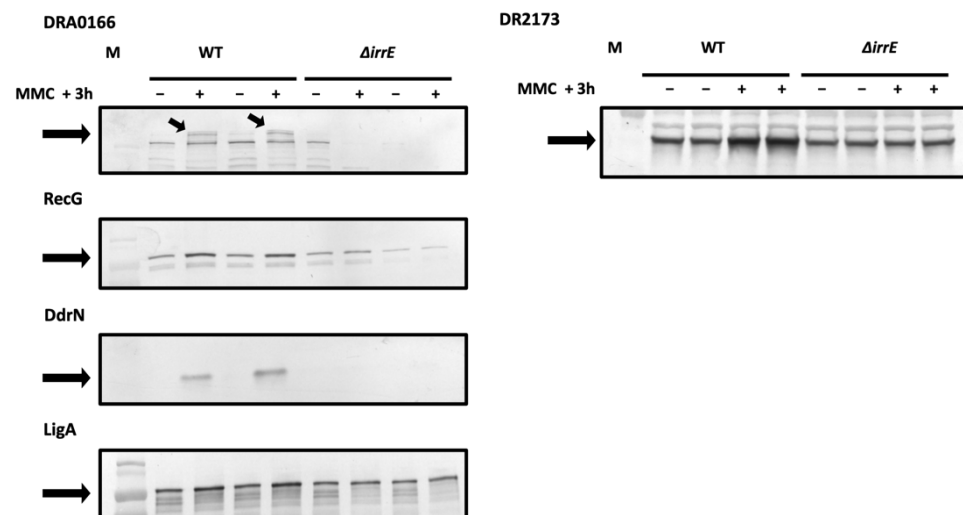 DRA0166
M WT ΔirrE
MMC + 3h – + – + – + – +
RecG
DdrN
LigA
DR2173
M WT ΔirrE
MMC + 3h – – + + – – + +